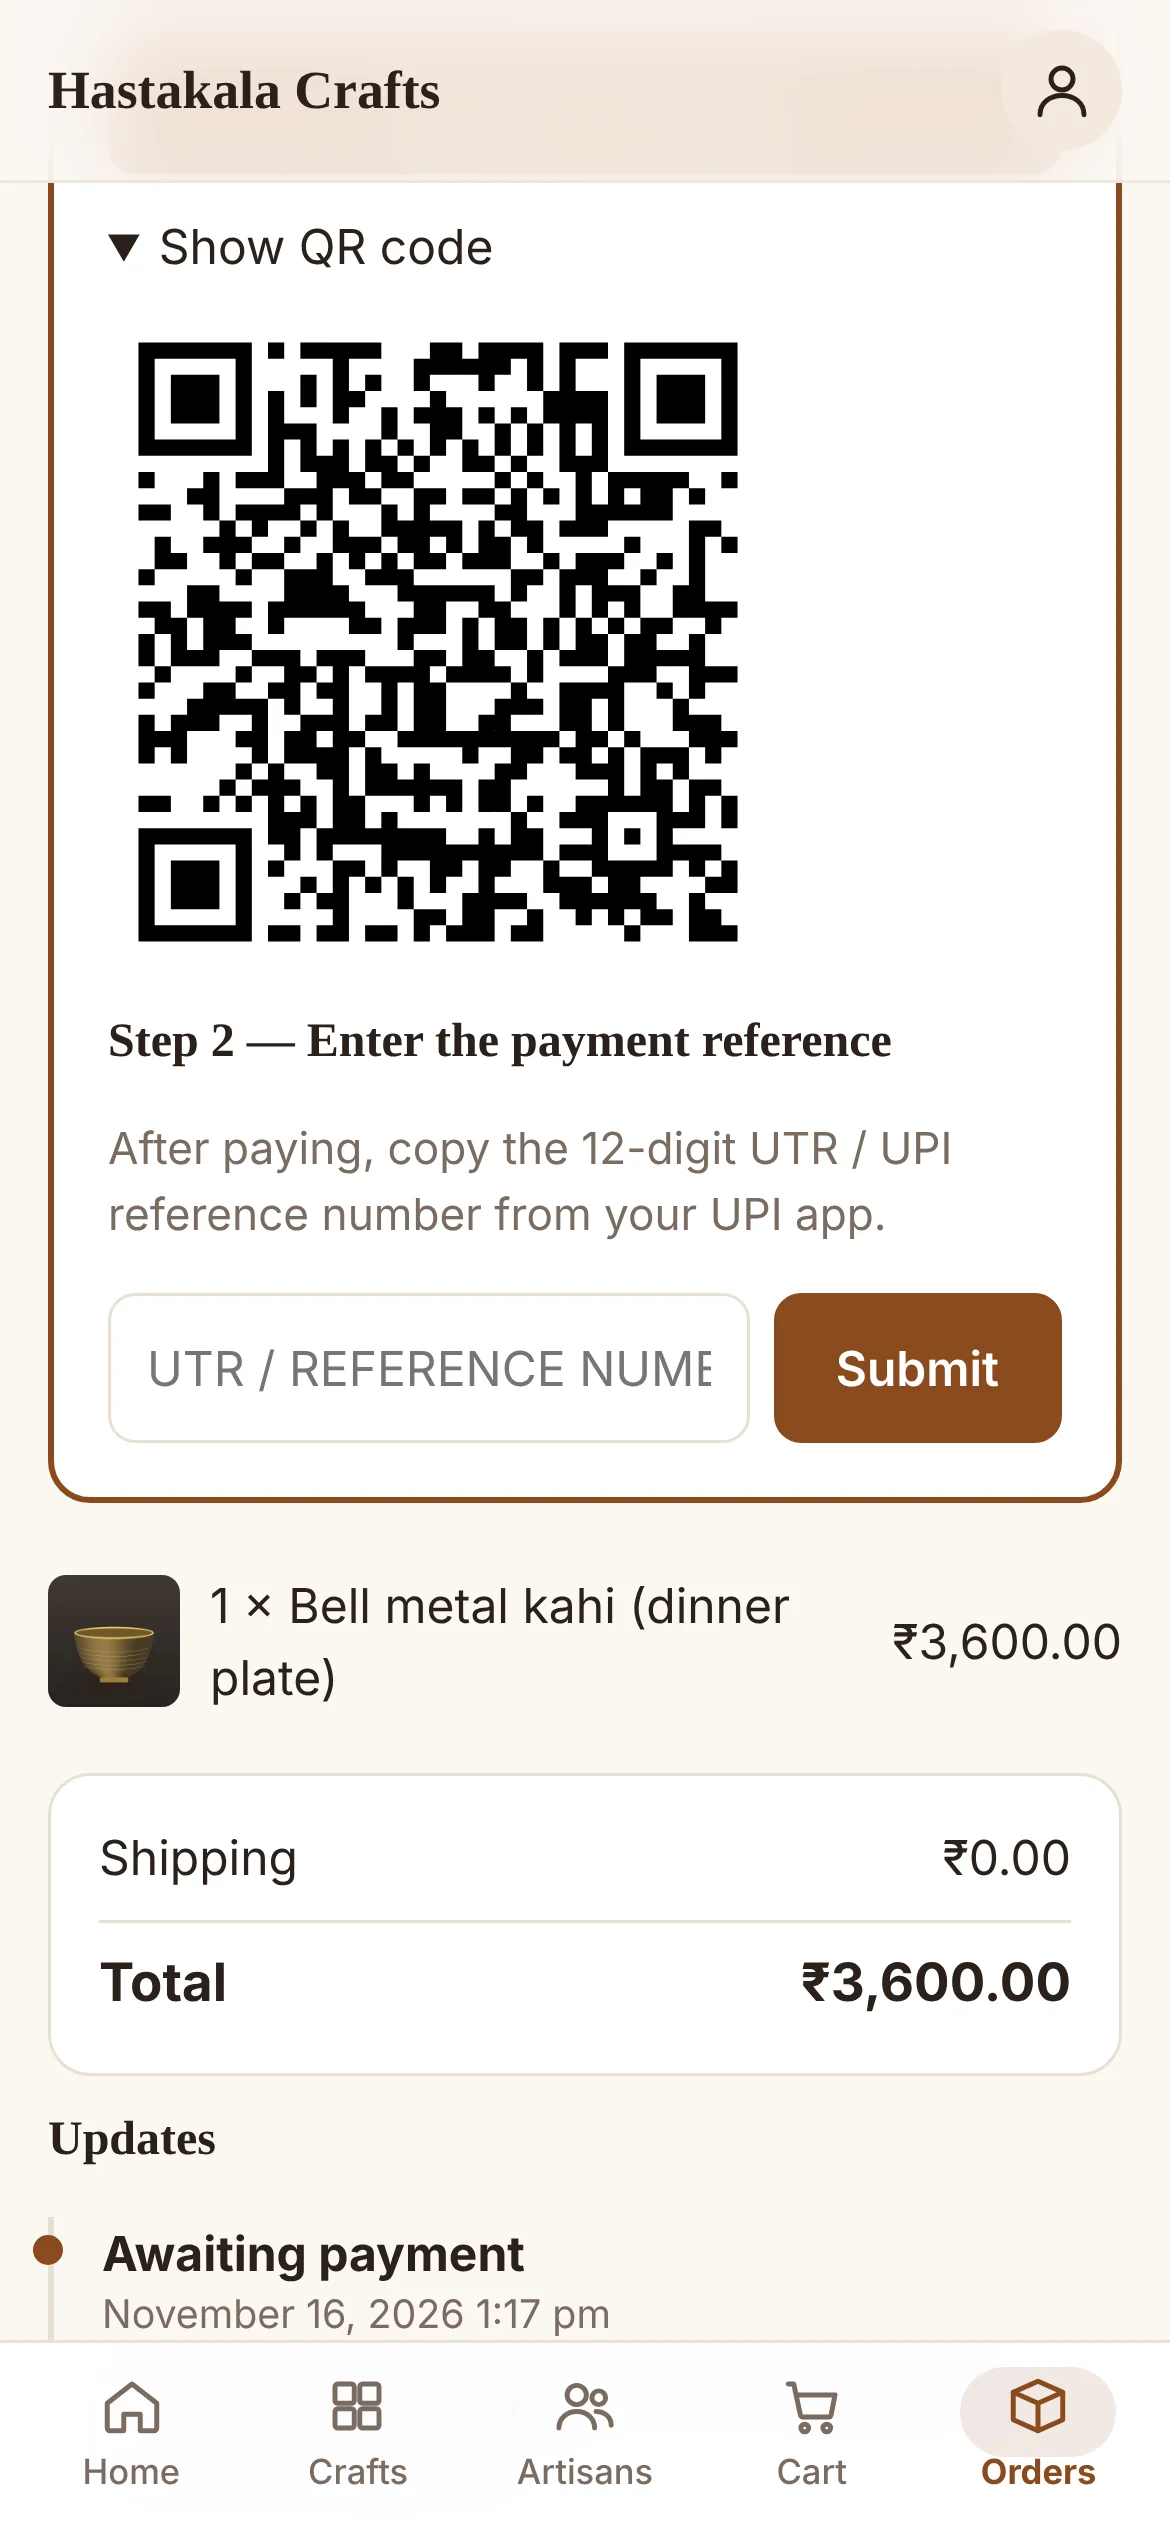 Hastakala Crafts
▼ Show QR code
Step 2 — Enter the payment reference
After paying, copy the 12-digit UTR / UPI
reference number from your UPI app.
UTR / REFERENCE NUM
Submit
1 × Bell metal kahi (dinner
plate)
₹3,600.00
Shipping
₹0.00
Total
₹3,600.00
Updates
Awaiting payment
November 16, 2026 1:17 pm
Home
Crafts
Artisans
Cart
Orders